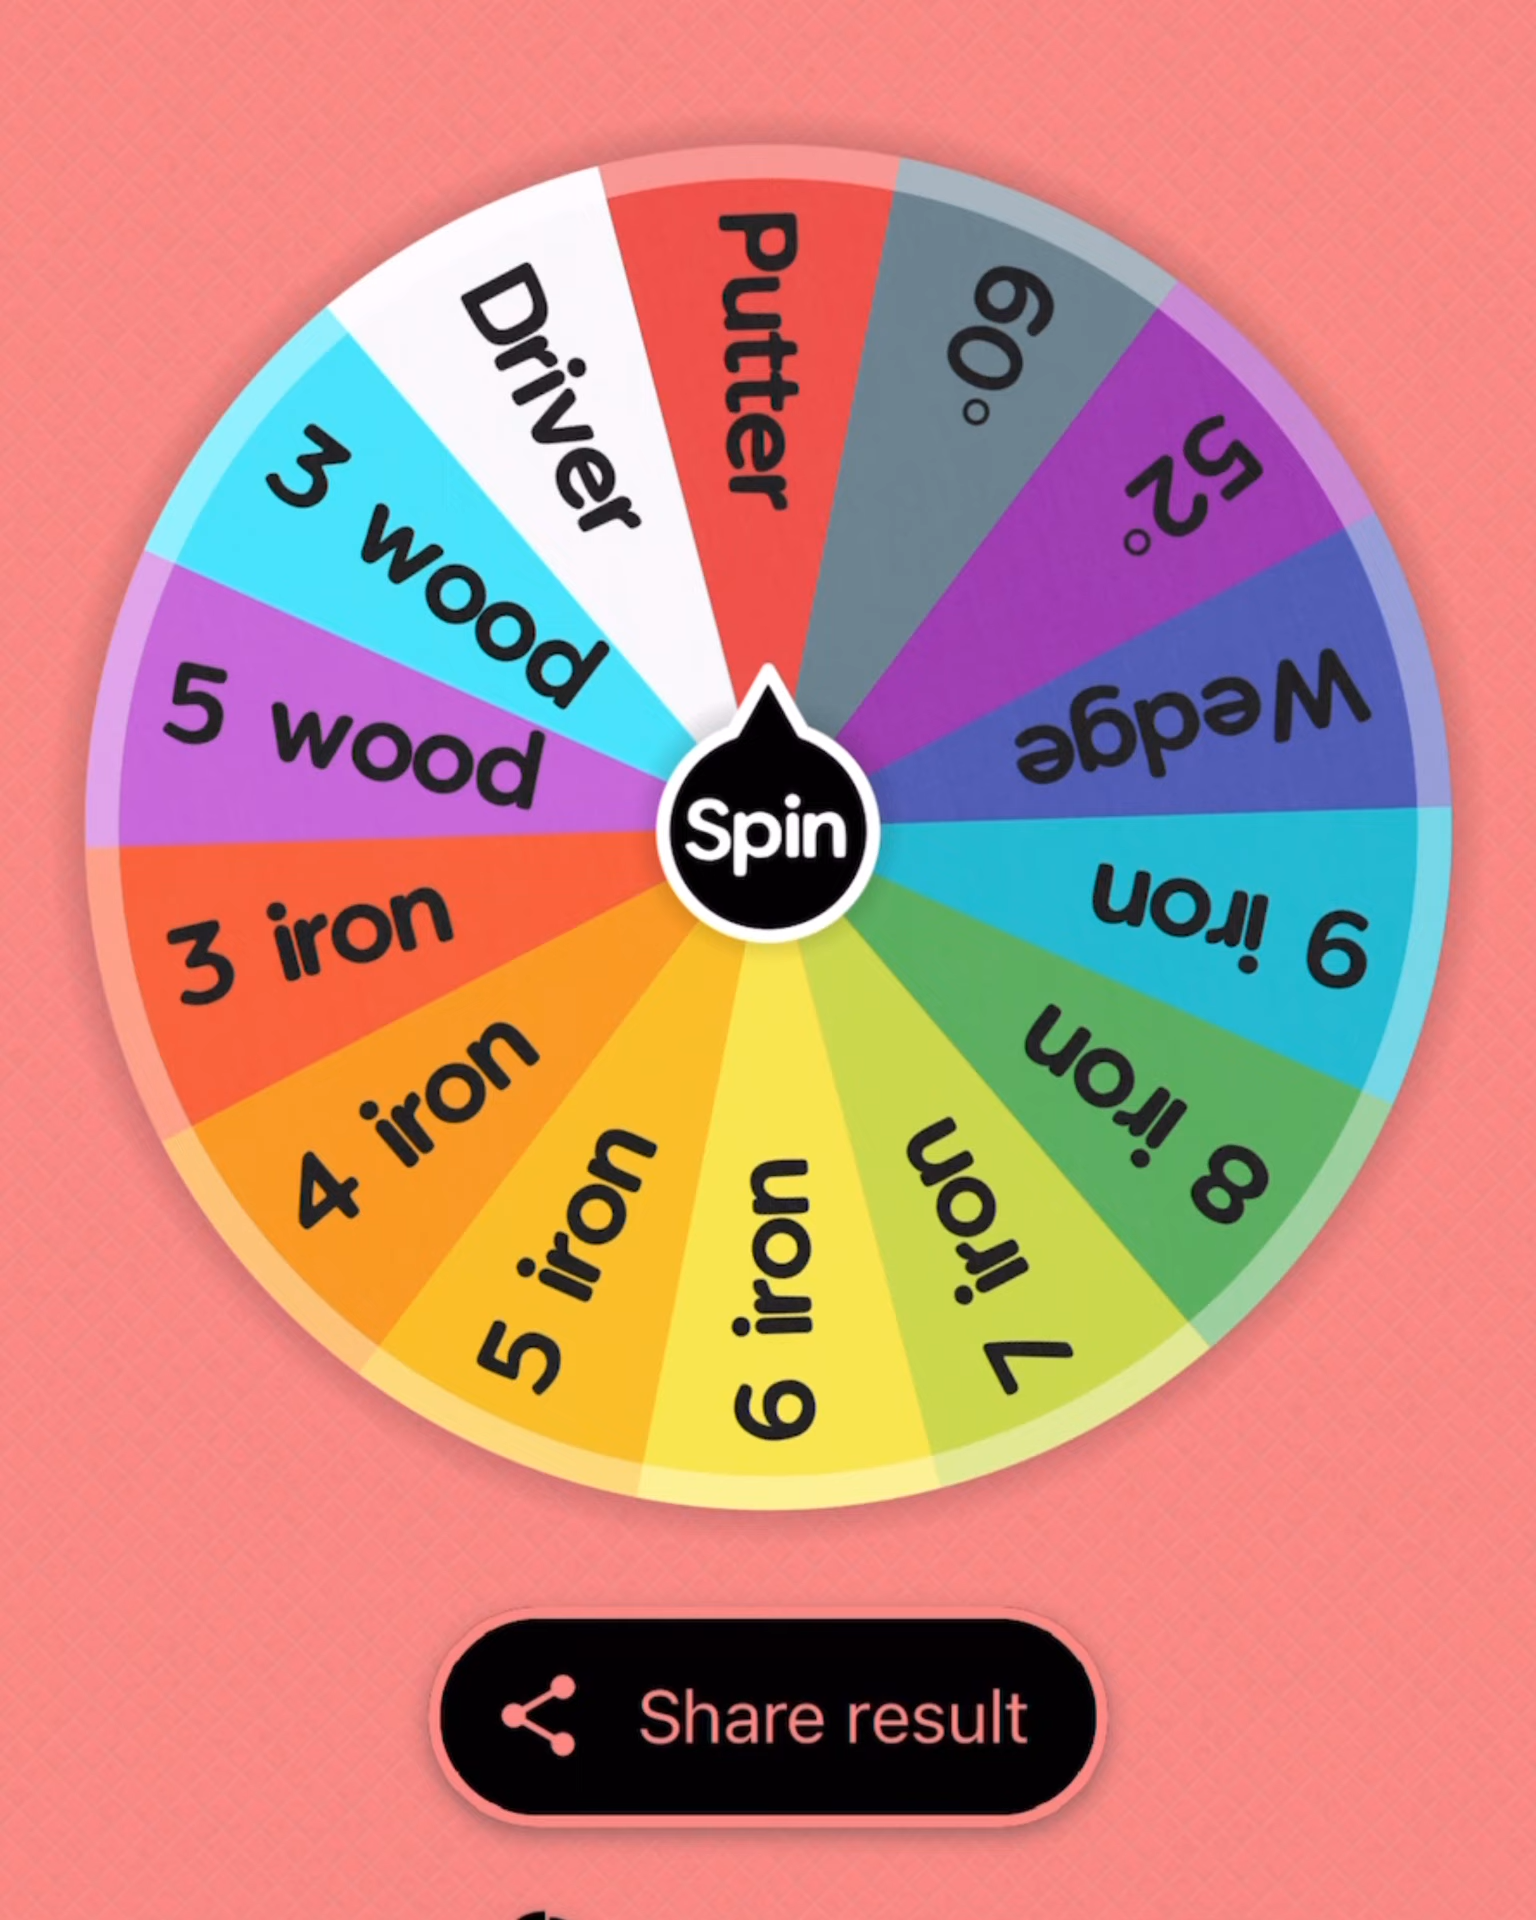 Putter
60°
52°
Wedge
9 iron
8 iron
7 iron
6 iron
5 iron
4 iron
3 iron
5 wood
3 wood
Driver
Spin
Share result